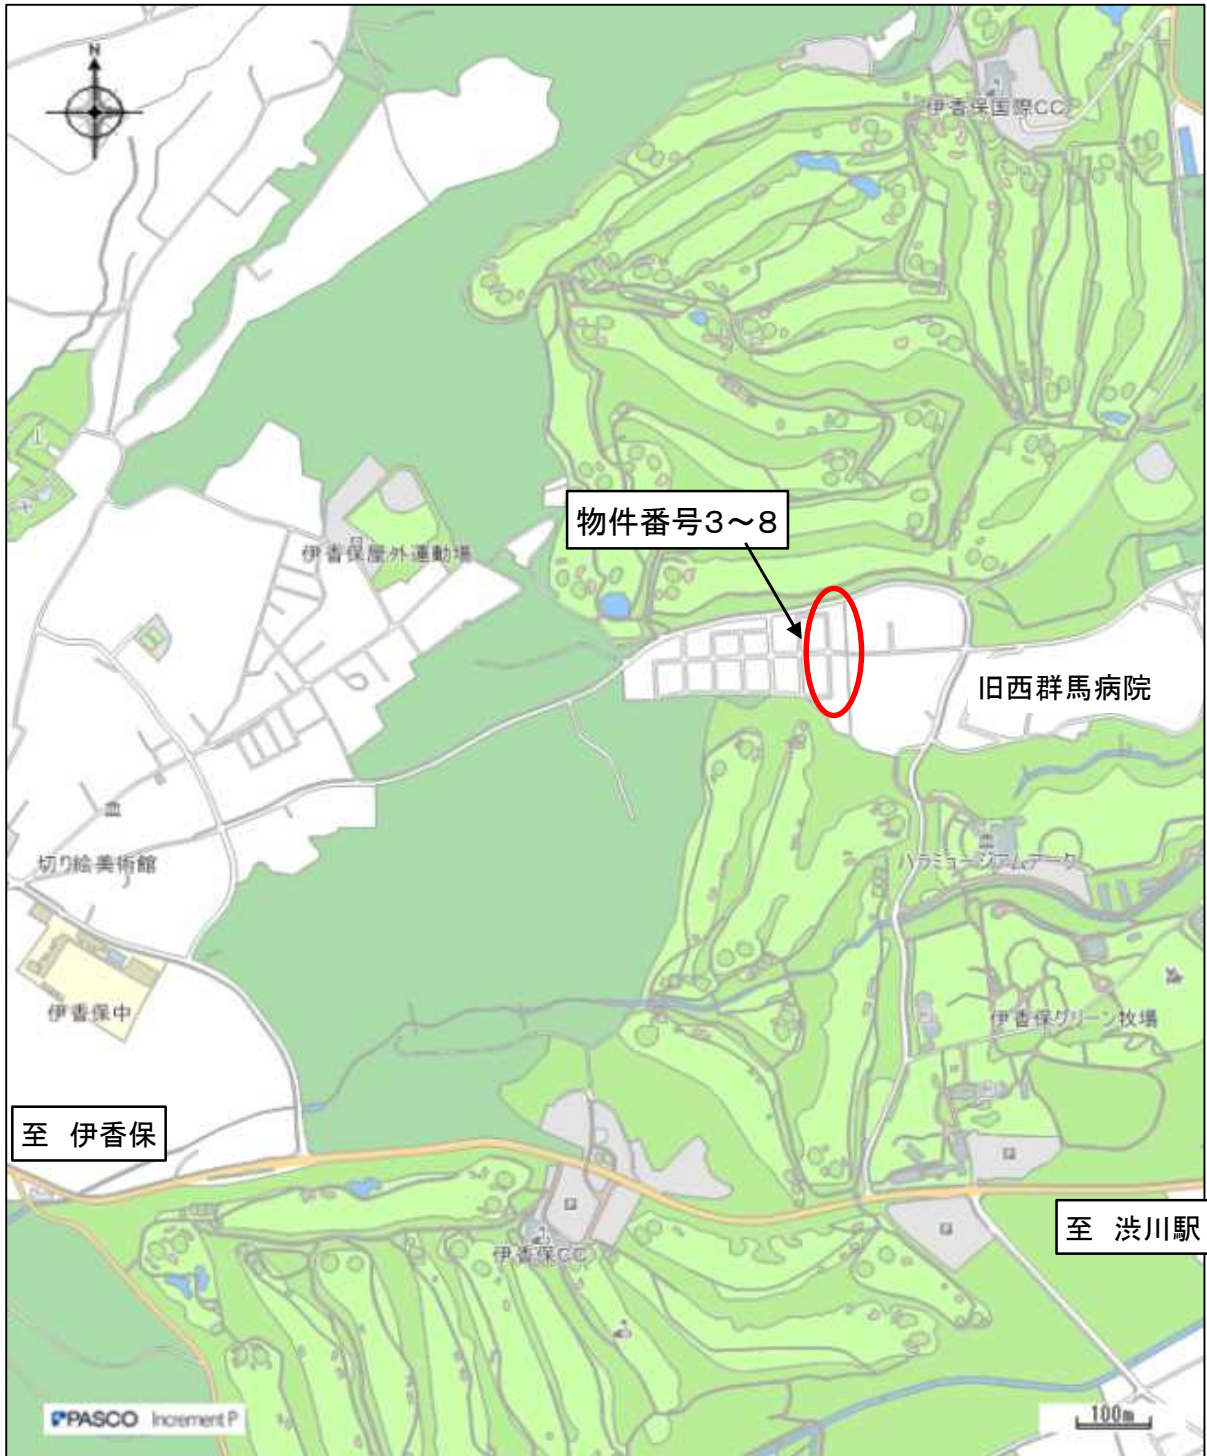 N
伊香保国際CC
物件番号3～8
伊香保屋外運動場
旧西群馬病院
切り絵美術館
ハラミュージアムアーク
伊香保中
伊香保グリーン牧場
至 伊香保
P
P
至 渋川駅
P
伊香保CC
PASCO Increment P
100m